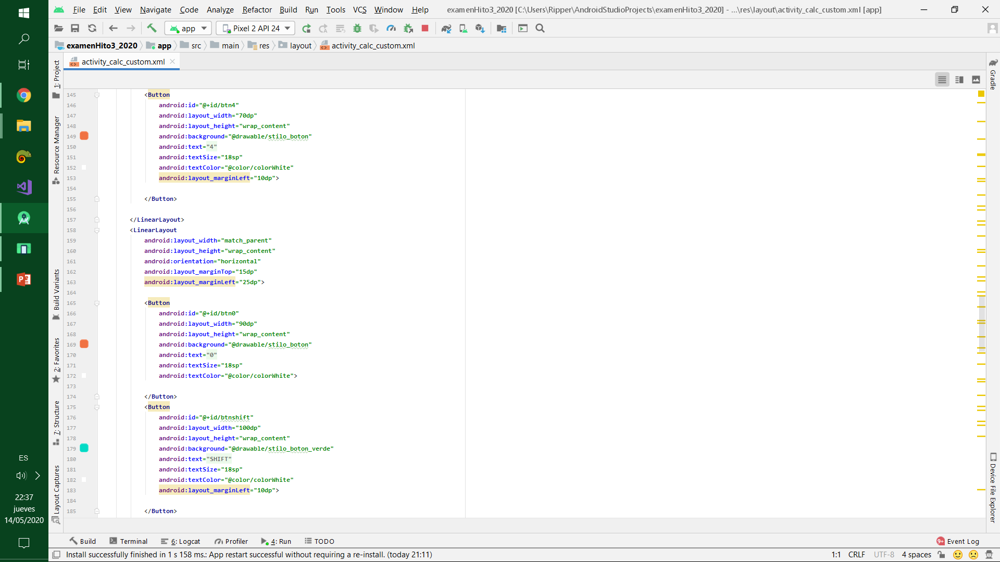 File Edit View Navigate Code Analyze Refactor Build Run Tools VCS Window Help examenHito3_2020 [C:\Users\Ripper\AndroidStudioProjects\examenHito3_2020] - ...\res\layout\activity_calc_custom.xml [app]
app Pixel 2 API 24
examenHito3_2020 app src main res layout activity_calc_custom.xml
activity_calc_custom.xml
1: Project
Resource Manager
Build Variants
2: Favorites
7: Structure
Layout Captures
Gradle
Device File Explorer
145 <Button
146 android:id="@+id/btn4"
147 android:layout_width="70dp"
148 android:layout_height="wrap_content"
149 android:background="@drawable/stilo_boton"
150 android:text="4"
151 android:textSize="18sp"
152 android:textColor="@color/colorWhite"
153 android:layout_marginLeft="10dp">
154
155 </Button>
156
157 </LinearLayout>
158 <LinearLayout
159 android:layout_width="match_parent"
160 android:layout_height="wrap_content"
161 android:orientation="horizontal"
162 android:layout_marginTop="15dp"
163 android:layout_marginLeft="25dp">
164
165 <Button
166 android:id="@+id/btn0"
167 android:layout_width="90dp"
168 android:layout_height="wrap_content"
169 android:background="@drawable/stilo_boton"
170 android:text="0"
171 android:textSize="18sp"
172 android:textColor="@color/colorWhite">
173
174 </Button>
175 <Button
176 android:id="@+id/btnshift"
177 android:layout_width="100dp"
178 android:layout_height="wrap_content"
179 android:background="@drawable/stilo_boton_verde"
180 android:text="SHIFT"
181 android:textSize="18sp"
182 android:textColor="@color/colorWhite"
183 android:layout_marginLeft="10dp">
184
185 </Button>
ES
22:37
jueves
14/05/2020
Build Terminal 6: Logcat Profiler 4: Run TODO 9+ Event Log
Install successfully finished in 1 s 158 ms.: App restart successful without requiring a re-install. (today 21:11) 1:1 CRLF UTF-8 4 spaces